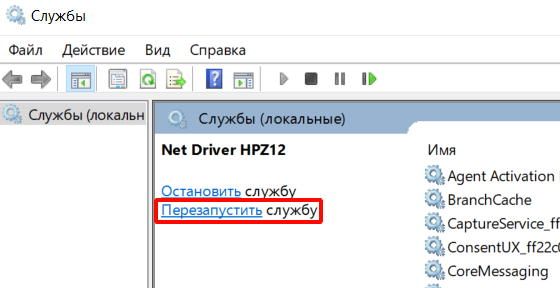 Службы
Файл Действие Вид Справка
Службы (локальн
Службы (локальные)
Net Driver HPZ12
Остановить службу
Перезапустить службу
Имя
Agent Activation
BranchCache
CaptureService_ff
ConsentUX_ff22c
CoreMessaging